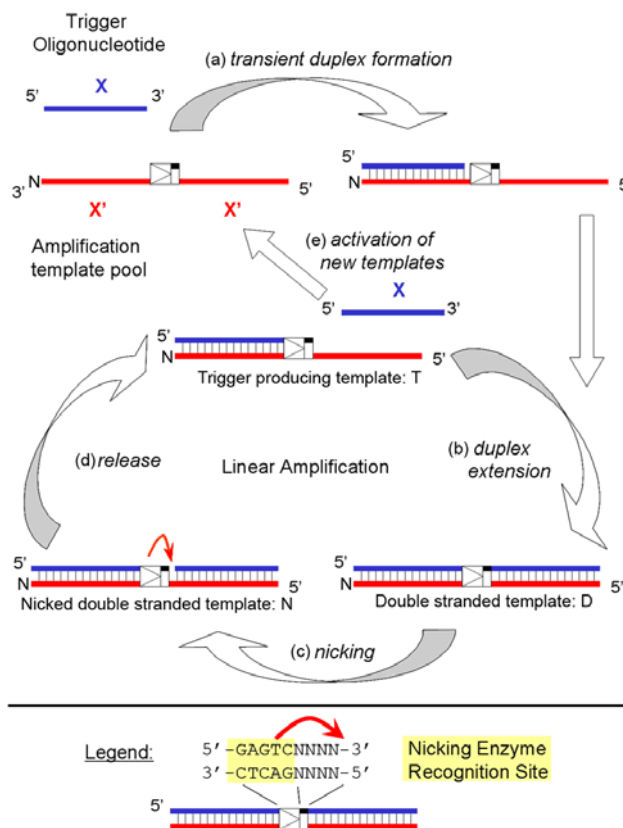 Trigger
Oligonucleotide
X
5’
3’
(a) transient duplex formation
3’
N
5’
X’
X’
Amplification
template pool
5’
N
5’
(e) activation of
new templates
X
5’
3’
5’
N
5’
Trigger producing template: T
(d) release
Linear Amplification
(b) duplex
extension
5’
N
5’
Nicked double stranded template: N
5’
N
5’
Double stranded template: D
(c) nicking
Legend:
5’-GAGTCNNNN-3’
3’-CTCAGNNNN-5’
Nicking Enzyme
Recognition Site
5’